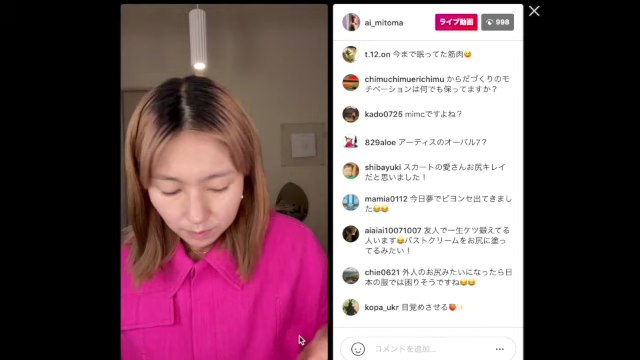 ai_mitoma
ライブ動画
998
t.12.on 今まで眠ってた筋肉😆
chimuchimuerichimu からだづくりのモ
チベーションは何でも保ってますか？
kado0725 mimcですよね？
829aloe アーティスのオーバル7？
shibayuki スカートの愛さんお尻キレイ
だと思いました！
mamia0112 今日夢でビヨンセ出てきまし
た😂😂
aiaiai10071007 友人で一生ケツ鍛えてる
人います😆バストクリームをお尻に塗っ
てるみたい！
chie0621 外人のお尻みたいになったら日
本の服では困りそうですね😆😆
kopa_ukr 目覚めさせる🍑✨
コメントを追加...